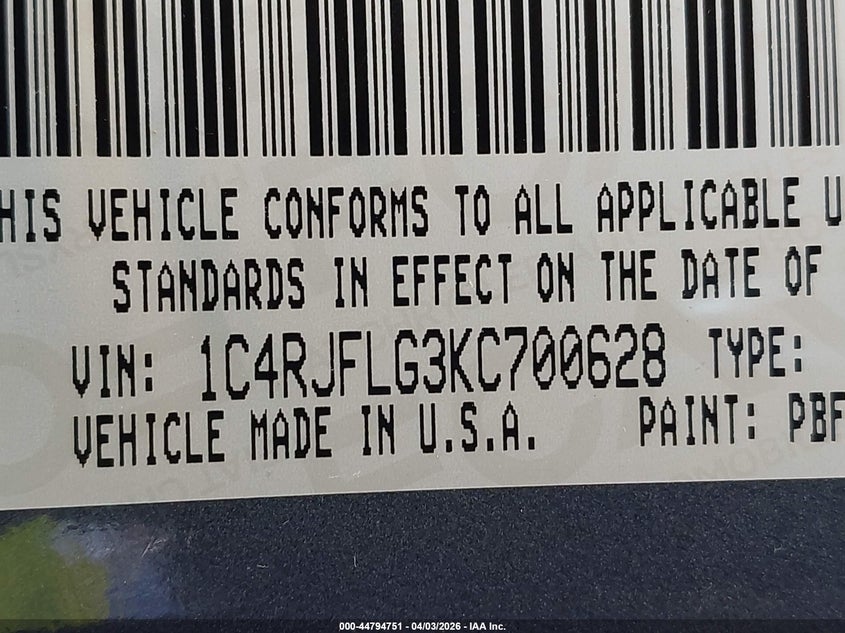 HIS VEHICLE CONFORMS TO ALL APPLICABLE U
STANDARDS IN EFFECT ON THE DATE OF
VIN: 1C4RJFLG3KC700628 TYPE:
VEHICLE MADE IN U.S.A. PAINT: PBF
000-44794751 - 04/03/2026 - IAA Inc.